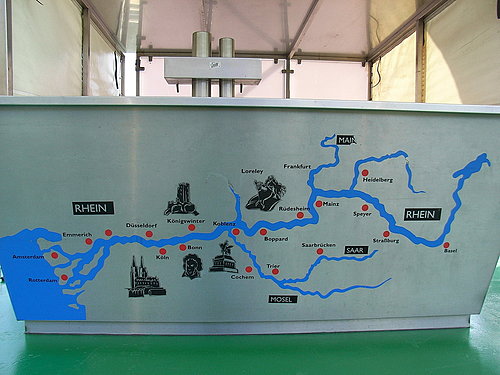 MAIN
Frankfurt
Loreley
Heidelberg
RHEIN
Königswinter
Rüdesheim
Mainz
Speyer
RHEIN
Emmerich
Düsseldorf
Koblenz
Boppard
Straßburg
Amsterdam
Köln
Bonn
Saarbrücken
SAAR
Basel
Rotterdam
Cochem
Trier
MOSEL